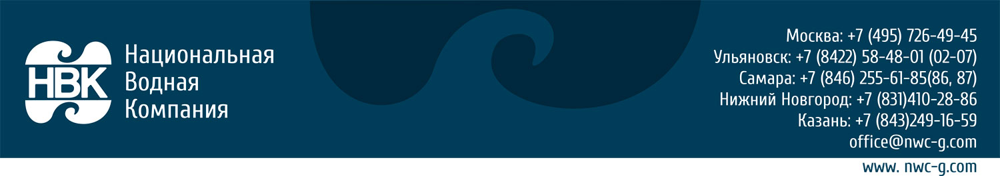 НВК
Национальная
Водная
Компания
Москва: +7 (495) 726-49-45
Ульяновск: +7 (8422) 58-48-01 (02-07)
Самара: +7 (846) 255-61-85(86, 87)
Нижний Новгород: +7 (831)410-28-86
Казань: +7 (843)249-16-59
office@nwc-g.com
www. nwc-g.com